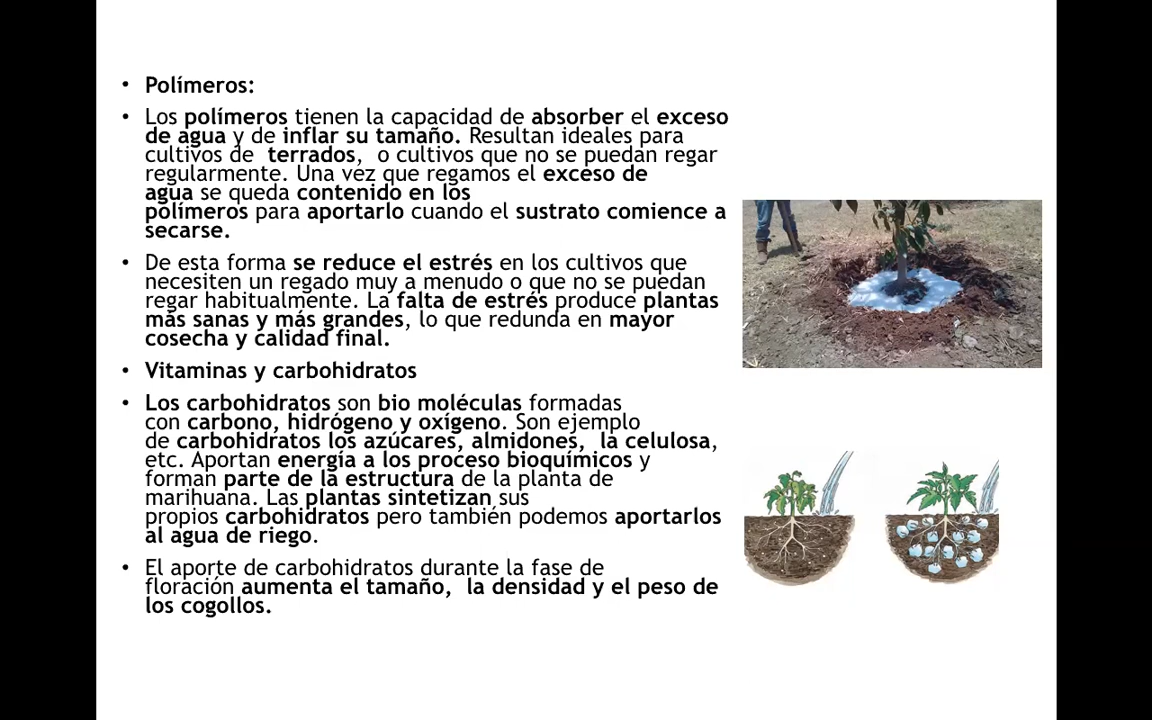 • Polímeros:
• Los polímeros tienen la capacidad de absorber el exceso
de agua y de inflar su tamaño. Resultan ideales para
cultivos de terrados, o cultivos que no se puedan regar
regularmente. Una vez que regamos el exceso de
agua se queda contenido en los
polímeros para aportarlo cuando el sustrato comience a
secarse.
• De esta forma se reduce el estrés en los cultivos que
necesiten un regado muy a menudo o que no se puedan
regar habitualmente. La falta de estrés produce plantas
más sanas y más grandes, lo que redunda en mayor
cosecha y calidad final.
• Vitaminas y carbohidratos
• Los carbohidratos son bio moléculas formadas
con carbono, hidrógeno y oxígeno. Son ejemplo
de carbohidratos los azúcares, almidones, la celulosa,
etc. Aportan energía a los proceso bioquímicos y
forman parte de la estructura de la planta de
marihuana. Las plantas sintetizan sus
propios carbohidratos pero también podemos aportarlos
al agua de riego.
• El aporte de carbohidratos durante la fase de
floración aumenta el tamaño, la densidad y el peso de
los cogollos.